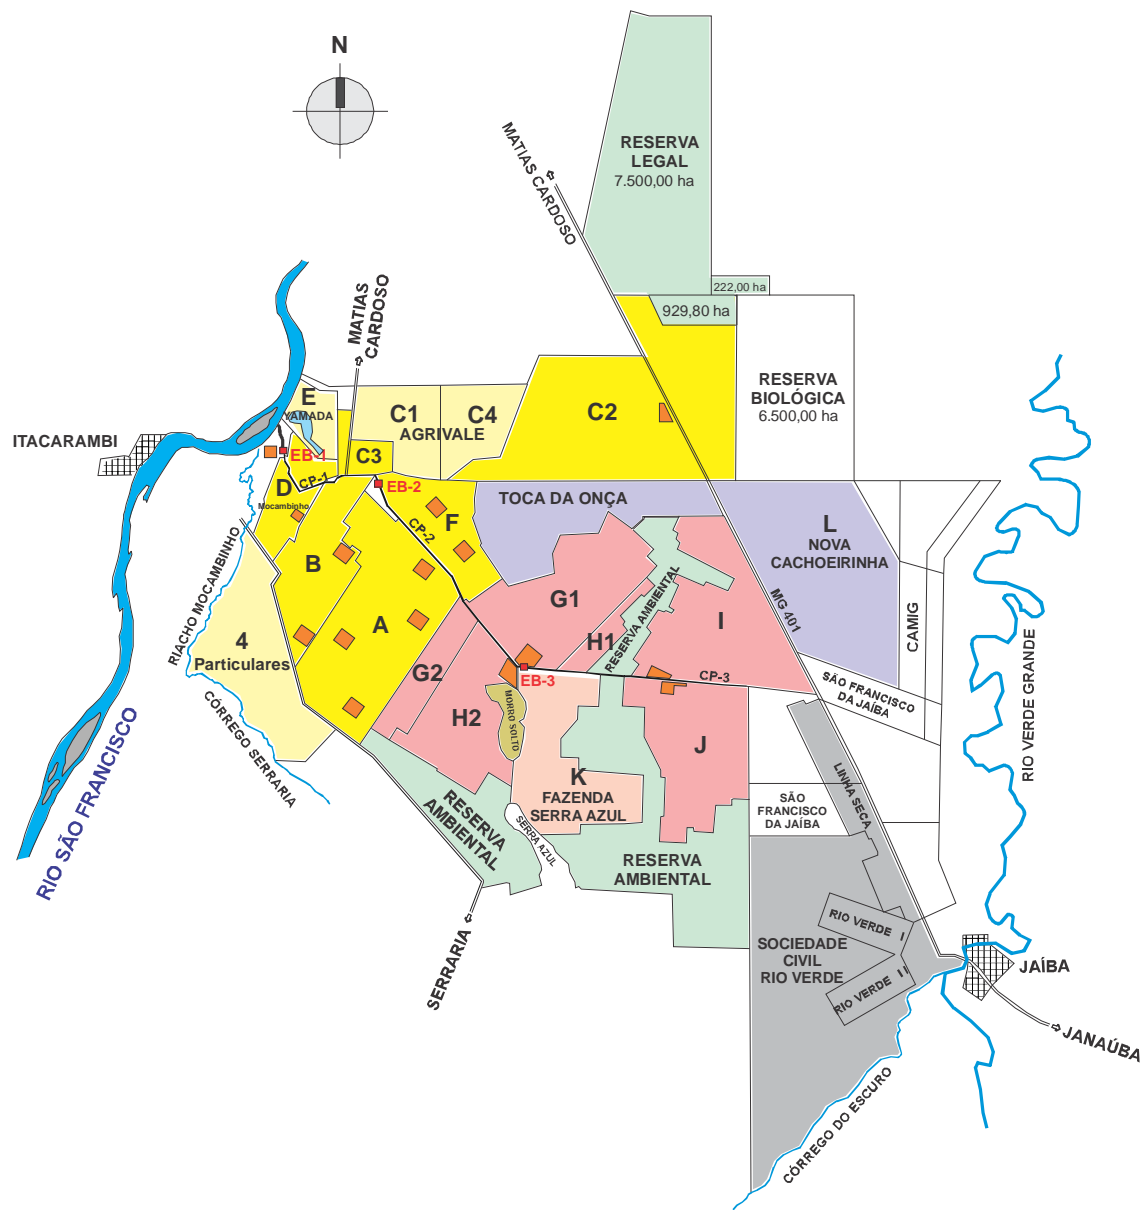 N
MATIAS CARDOSO
RESERVA
LEGAL
7.500,00 ha
222,00 ha
929,80 ha
MATIAS
CARDOSO
RESERVA
BIOLÓGICA
6.500,00 ha
E
YAMADA
C1
C4
AGRIVALE
C2
C3
ITACARAMBI
EB-1
CP-1
D
Mocambinho
EB-2
CP-2
F
TOCA DA ONÇA
L
NOVA
CACHOEIRINHA
RIACHO MOCAMBINHO
B
A
G1
H1
RESERVA AMBIENTAL
I
MG 401
CAMIG
RIO VERDE GRANDE
4
Particulares
G2
H2
EB-3
CP-3
SÃO FRANCISCO
DA JAÍBA
MORRO SOLTO
J
CÓRREGO SERRARIA
RIO SÃO FRANCISCO
K
FAZENDA
SERRA AZUL
SERRA AZUL
LINHA SECA
SÃO
FRANCISCO
DA JAÍBA
RESERVA
AMBIENTAL
RESERVA
AMBIENTAL
RIO VERDE I
SOCIEDADE
CIVIL
RIO VERDE
RIO VERDE II
SERRARIA
JAÍBA
JANAÚBA
CÓRREGO DO ESCURO